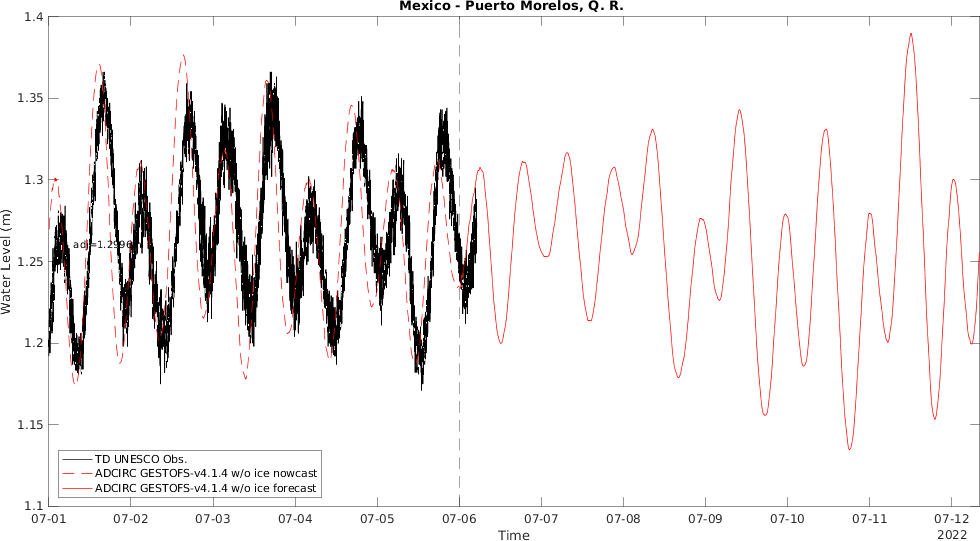 Mexico - Puerto Morelos, Q. R.
1.4
1.35
1.3
1.25
1.2
1.15
1.1
Water Level (m)
adj=1.2996
TD UNESCO Obs.
ADCIRC GESTOFS-v4.1.4 w/o ice nowcast
ADCIRC GESTOFS-v4.1.4 w/o ice forecast
07-01 07-02 07-03 07-04 07-05 07-06 07-07 07-08 07-09 07-10 07-11 07-12
Time
2022